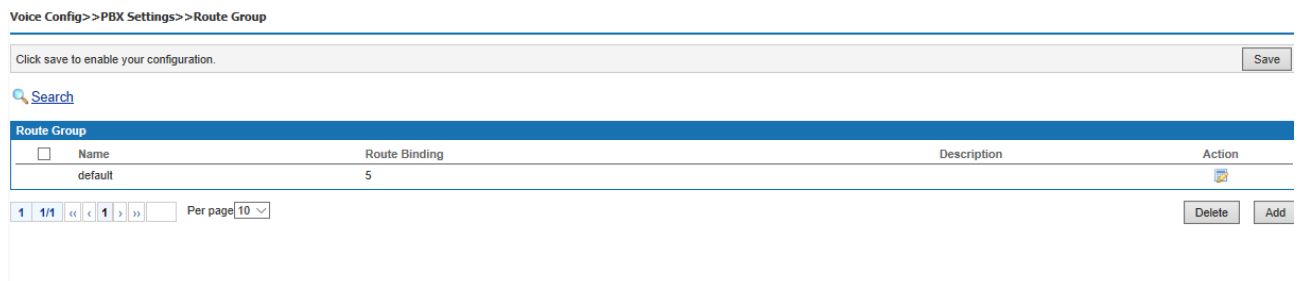 Voice Config>>PBX Settings>>Route Group
Click save to enable your configuration. Save
Search
Route Group
Name Route Binding Description Action
default 5
1 1/1 ‹‹ ‹ 1 › ›› Per page 10 Delete Add